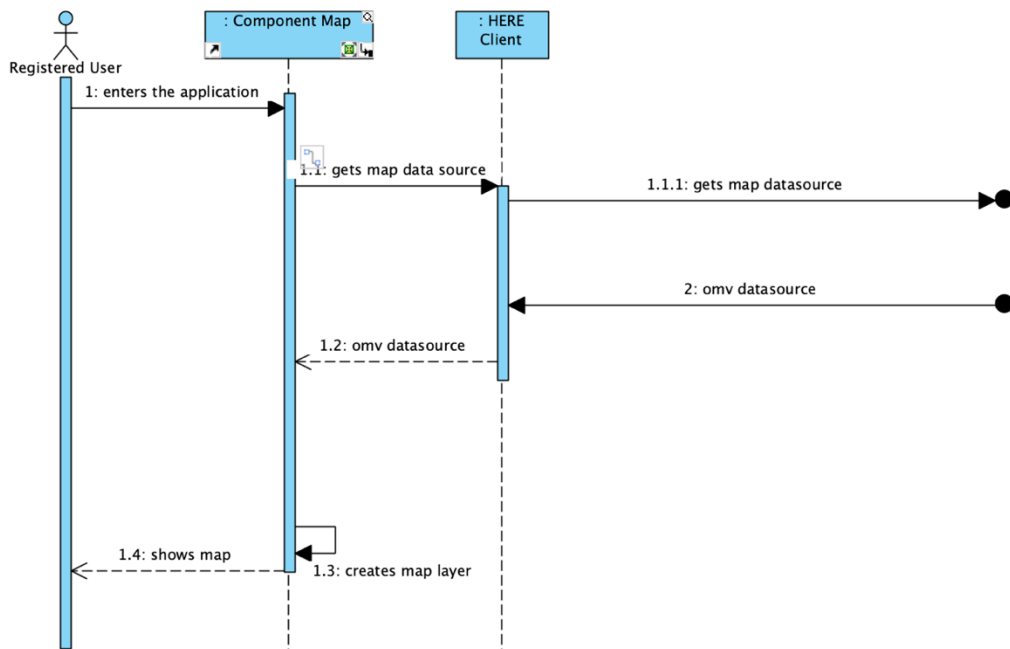 : Component Map
: HERE
Client
Registered User
1: enters the application
1.1: gets map data source
1.1.1: gets map datasource
2: omv datasource
1.2: omv datasource
1.4: shows map
1.3: creates map layer